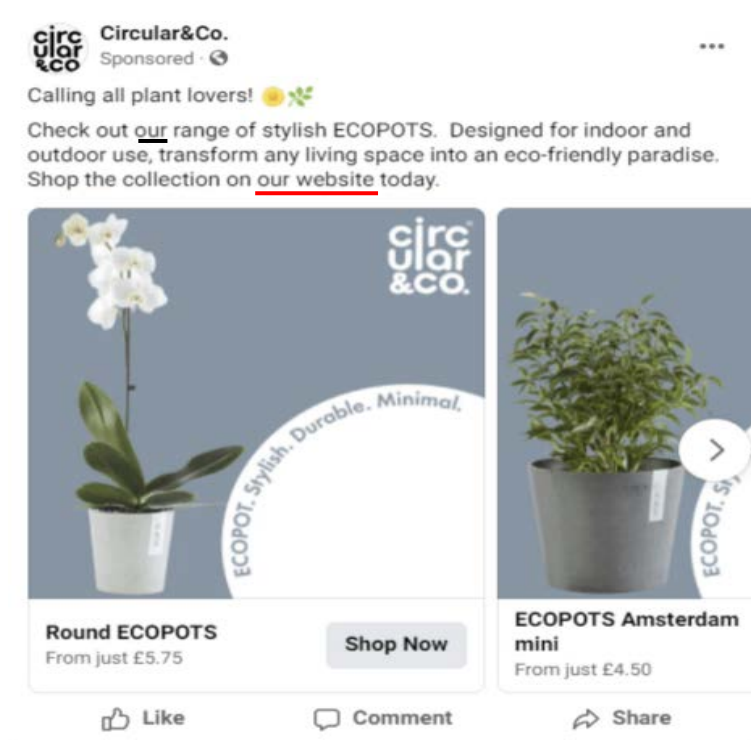 circ
ular
&co
Circular&Co.
Sponsored ·
Calling all plant lovers!
Check out our range of stylish ECOPOTS. Designed for indoor and
outdoor use, transform any living space into an eco-friendly paradise.
Shop the collection on our website today.
circ
ular
&co.
ECOPOT. Stylish. Durable. Minimal.
ECOPOT.
Round ECOPOTS
From just £5.75
Shop Now
ECOPOTS Amsterdam
mini
From just £4.50
Like
Comment
Share